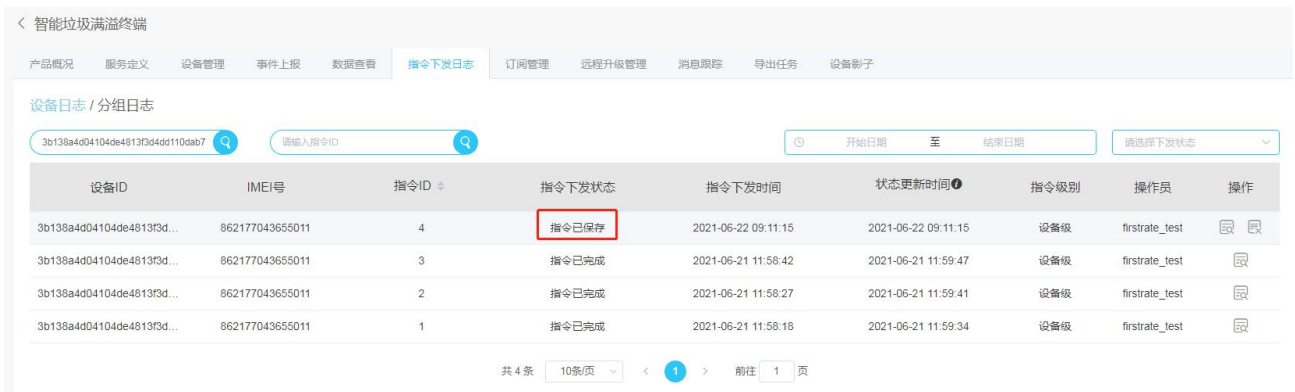 智能垃圾满溢终端
产品概况 服务定义 设备管理 事件上报 数据查看 指令下发日志 订阅管理 远程升级管理 消息跟踪 导出任务 设备影子
设备日志 / 分组日志
3b138a4d04104de4813f3d4dd110dab7 请输入指令ID 开始日期 至 结束日期 请选择下发状态
设备ID IMEI号 指令ID 指令下发状态 指令下发时间 状态更新时间 指令级别 操作员 操作
3b138a4d04104de4813f3d... 862177043655011 4 指令已保存 2021-06-22 09:11:15 2021-06-22 09:11:15 设备级 firstrate_test
3b138a4d04104de4813f3d... 862177043655011 3 指令已完成 2021-06-21 11:58:42 2021-06-21 11:59:47 设备级 firstrate_test
3b138a4d04104de4813f3d... 862177043655011 2 指令已完成 2021-06-21 11:58:27 2021-06-21 11:59:41 设备级 firstrate_test
3b138a4d04104de4813f3d... 862177043655011 1 指令已完成 2021-06-21 11:58:18 2021-06-21 11:59:34 设备级 firstrate_test
共 4 条 10条/页 1 前往 1 页